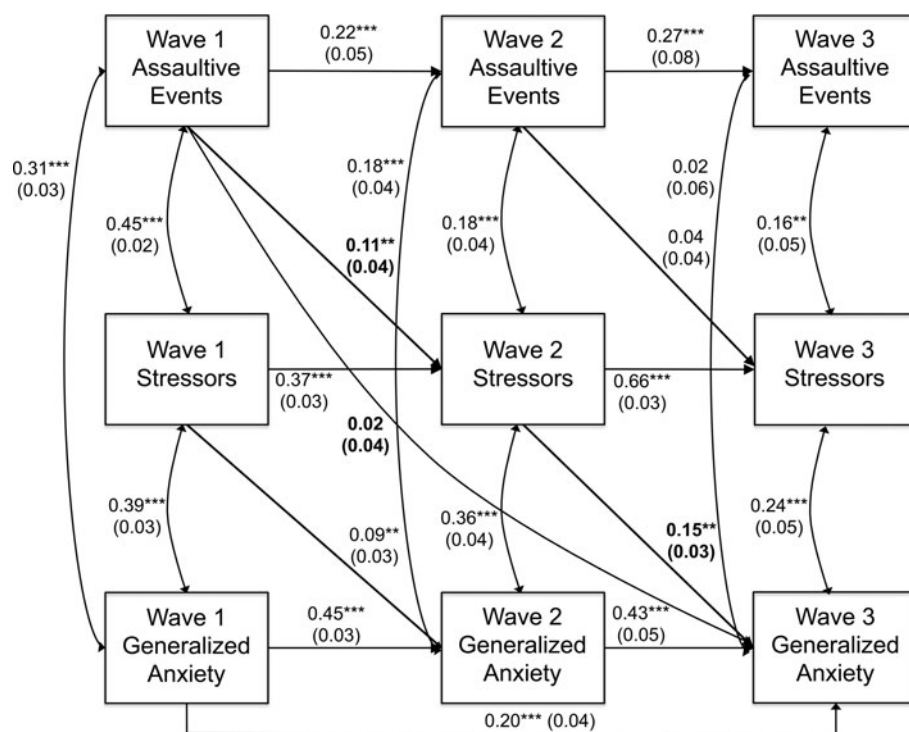 Wave 1
Assaultive
Events
0.22***
(0.05)
Wave 2
Assaultive
Events
0.27***
(0.08)
Wave 3
Assaultive
Events
0.31***
(0.03)
0.45***
(0.02)
0.11**
(0.04)
0.18***
(0.04)
0.18***
(0.04)
0.02
(0.06)
0.04
(0.04)
0.16**
(0.05)
Wave 1
Stressors
0.37***
(0.03)
Wave 2
Stressors
0.66***
(0.03)
Wave 3
Stressors
0.02
(0.04)
0.39***
(0.03)
0.09**
(0.03)
0.36***
(0.04)
0.15**
(0.03)
0.24***
(0.05)
Wave 1
Generalized
Anxiety
0.45***
(0.03)
Wave 2
Generalized
Anxiety
0.43***
(0.05)
Wave 3
Generalized
Anxiety
0.20*** (0.04)